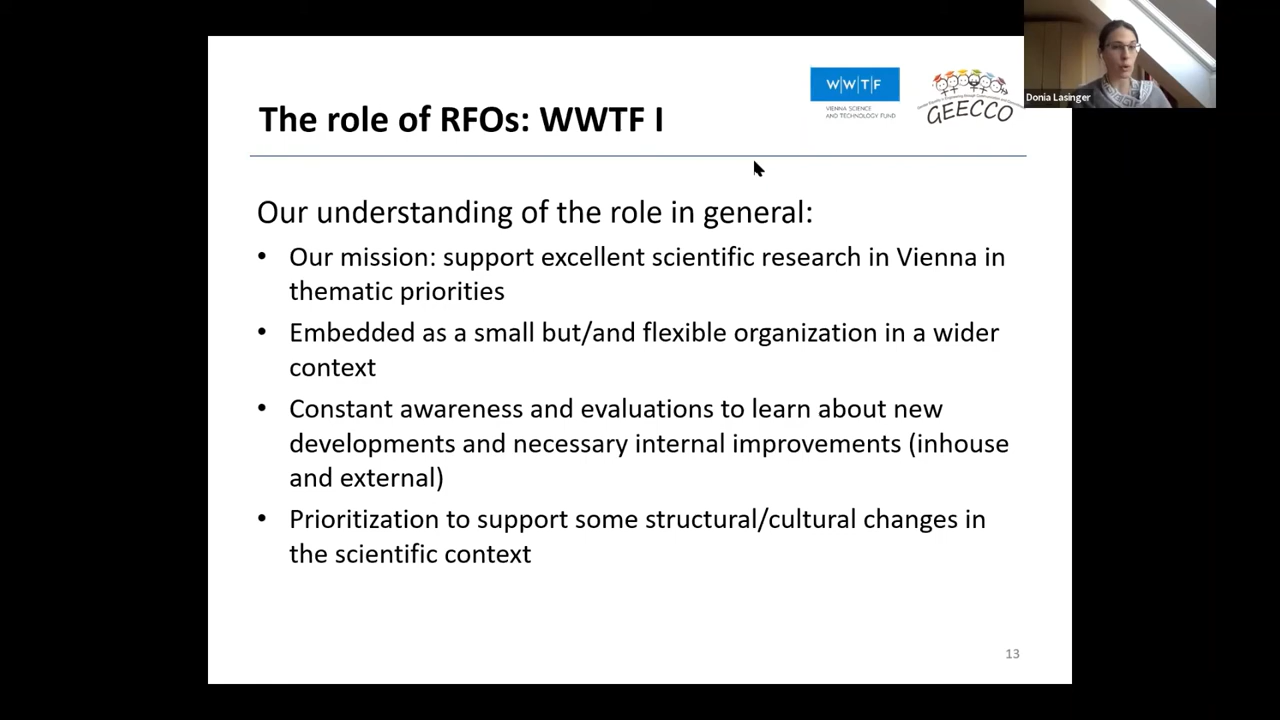 The role of RFOs: WWTF I
W|W|T|F
VIENNA SCIENCE
AND TECHNOLOGY FUND
GEECCO
Donia Lasinger
Our understanding of the role in general:
• Our mission: support excellent scientific research in Vienna in
thematic priorities
• Embedded as a small but/and flexible organization in a wider
context
• Constant awareness and evaluations to learn about new
developments and necessary internal improvements (inhouse
and external)
• Prioritization to support some structural/cultural changes in
the scientific context
13